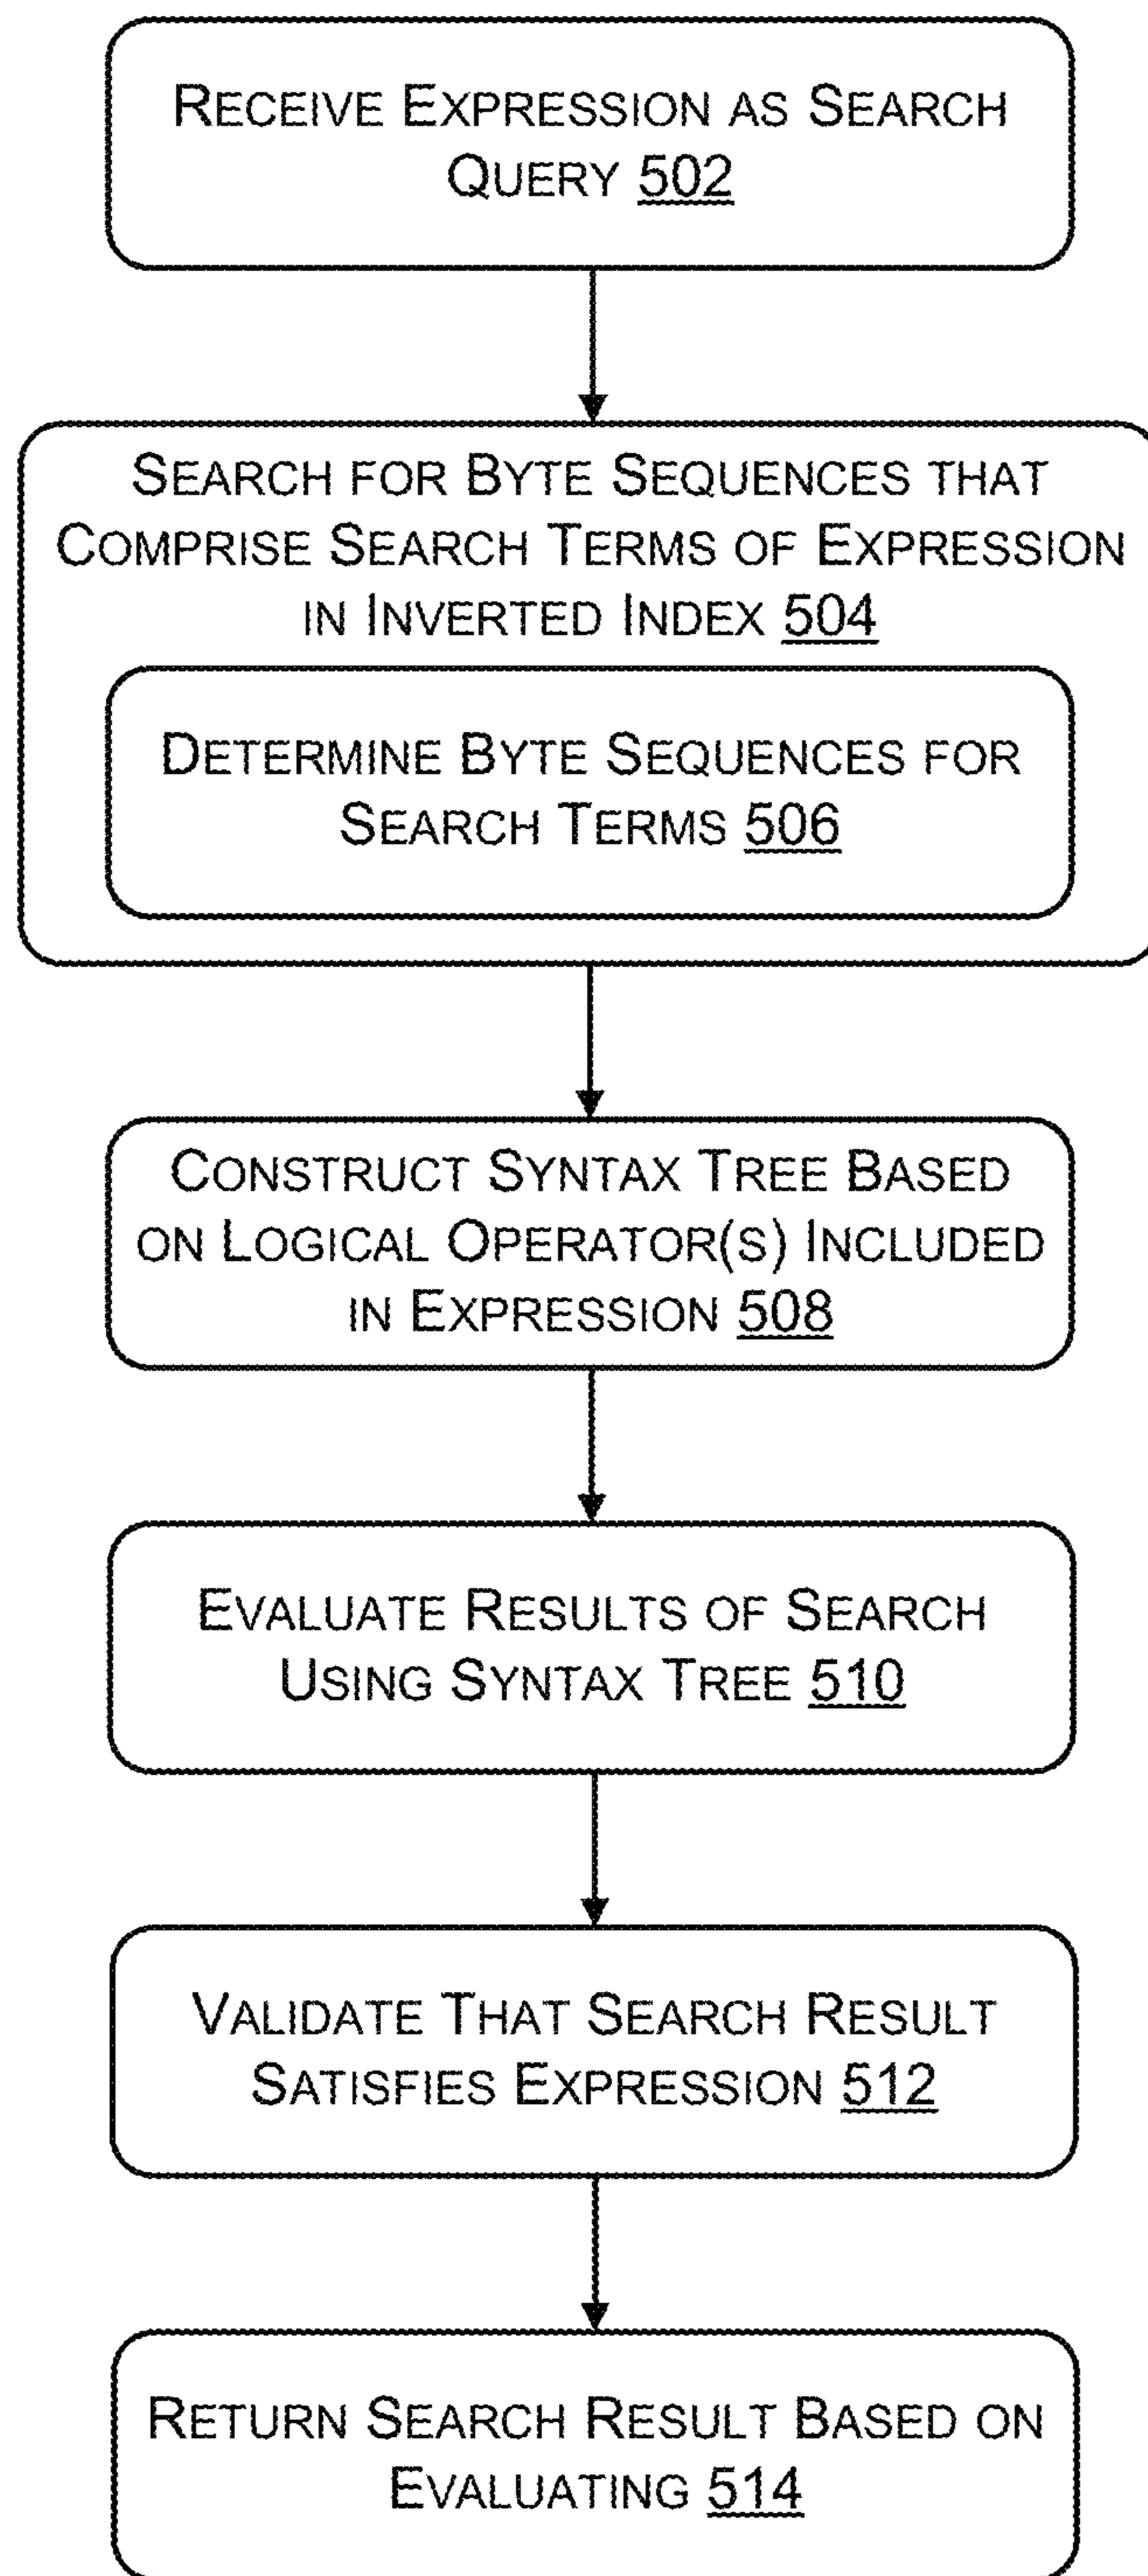 RECEIVE EXPRESSION AS SEARCH
QUERY 502
SEARCH FOR BYTE SEQUENCES THAT
COMPRISE SEARCH TERMS OF EXPRESSION
IN INVERTED INDEX 504
DETERMINE BYTE SEQUENCES FOR
SEARCH TERMS 506
CONSTRUCT SYNTAX TREE BASED
ON LOGICAL OPERATOR(S) INCLUDED
IN EXPRESSION 508
EVALUATE RESULTS OF SEARCH
USING SYNTAX TREE 510
VALIDATE THAT SEARCH RESULT
SATISFIES EXPRESSION 512
RETURN SEARCH RESULT BASED ON
EVALUATING 514